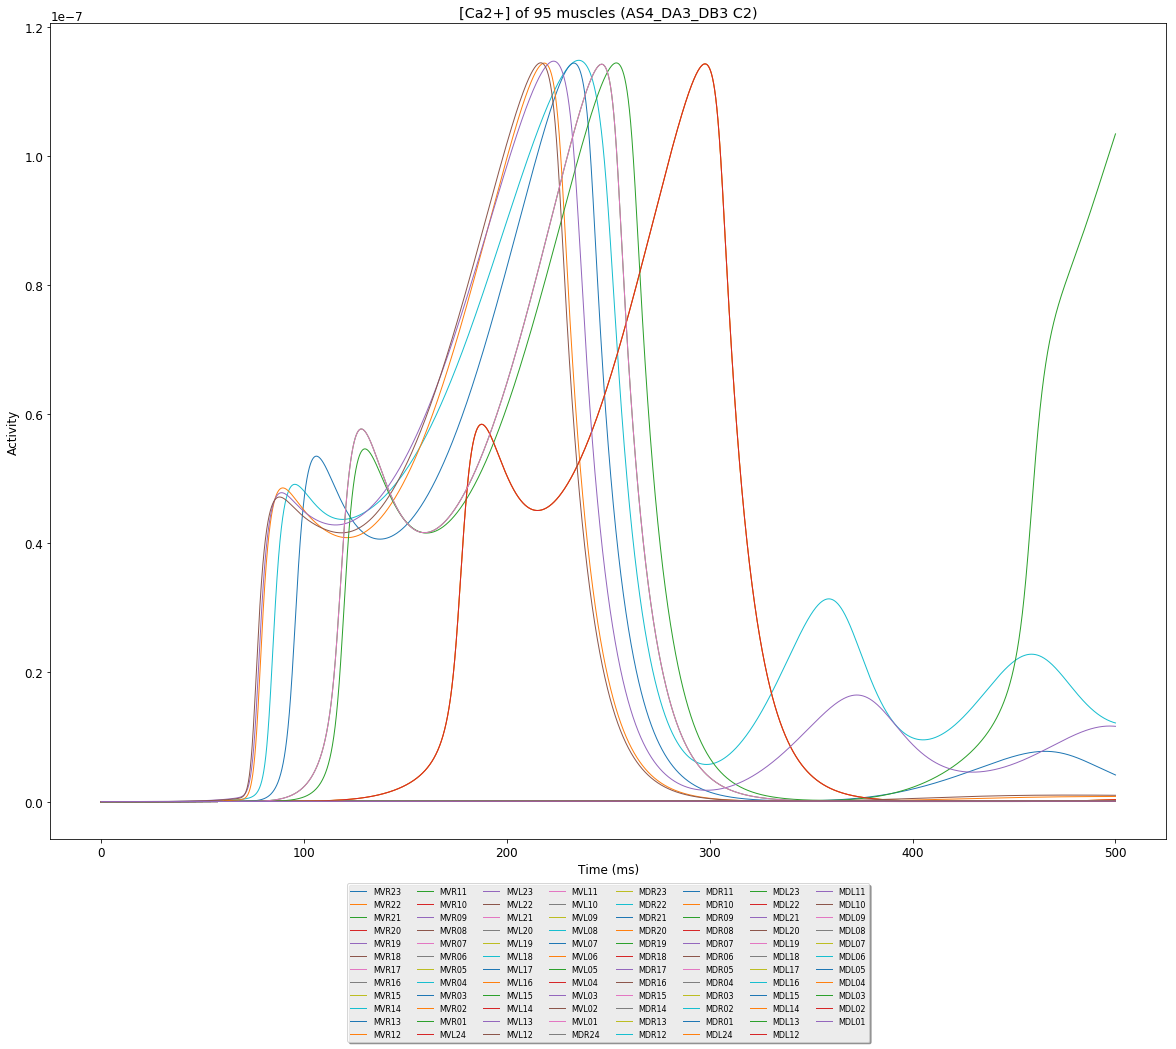 [Ca2+] of 95 muscles (AS4_DA3_DB3 C2)
1e−7
1.2
1.0
0.8
0.6
0.4
0.2
0.0
Activity
0 100 200 300 400 500
Time (ms)
MVR23 MVR11 MVL23 MVL11 MDR23 MDR11 MDL23 MDL11
MVR22 MVR10 MVL22 MVL10 MDR22 MDR10 MDL22 MDL10
MVR21 MVR09 MVL21 MVL09 MDR21 MDR09 MDL21 MDL09
MVR20 MVR08 MVL20 MVL08 MDR20 MDR08 MDL20 MDL08
MVR19 MVR07 MVL19 MVL07 MDR19 MDR07 MDL19 MDL07
MVR18 MVR06 MVL18 MVL06 MDR18 MDR06 MDL18 MDL06
MVR17 MVR05 MVL17 MVL05 MDR17 MDR05 MDL17 MDL05
MVR16 MVR04 MVL16 MVL04 MDR16 MDR04 MDL16 MDL04
MVR15 MVR03 MVL15 MVL03 MDR15 MDR03 MDL15 MDL03
MVR14 MVR02 MVL14 MVL02 MDR14 MDR02 MDL14 MDL02
MVR13 MVR01 MVL13 MVL01 MDR13 MDR01 MDL13 MDL01
MVR12 MVL24 MVL12 MDR24 MDR12 MDL24 MDL12